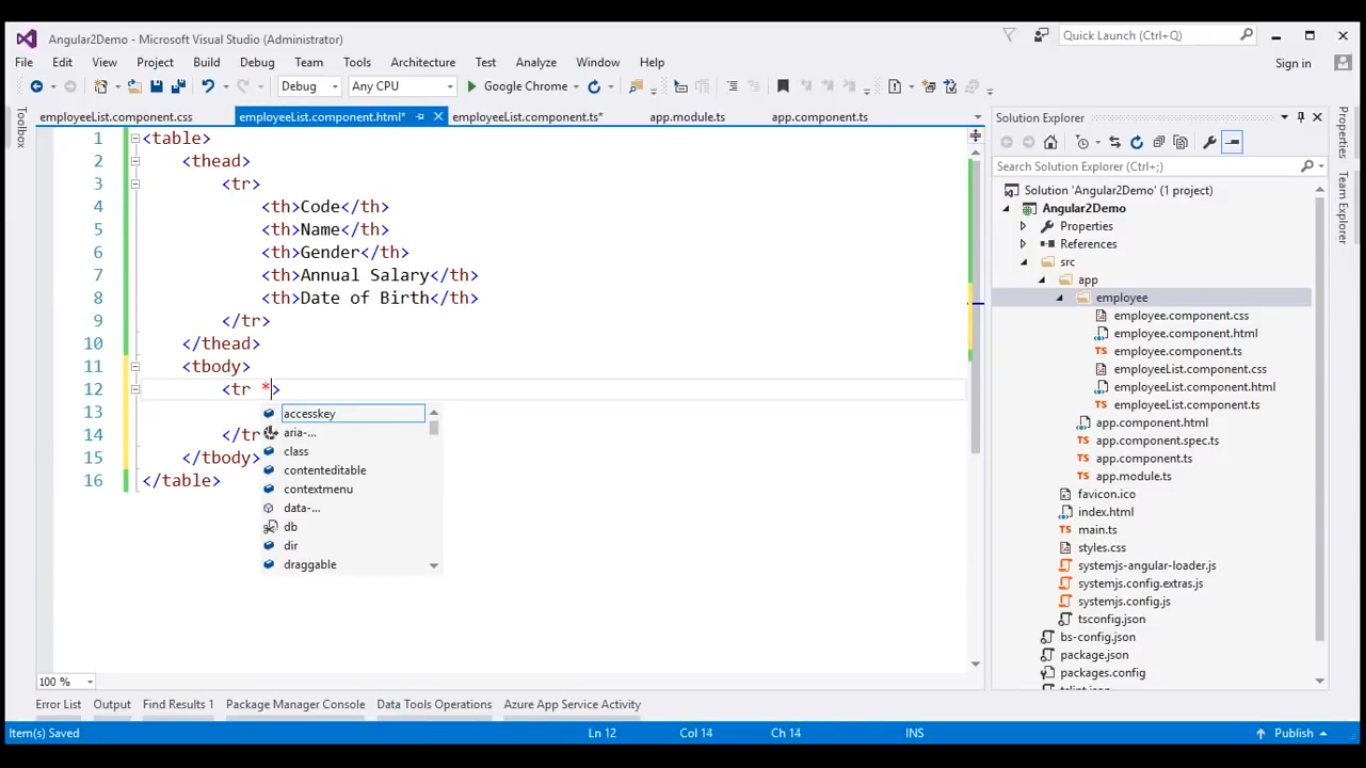 Angular2Demo - Microsoft Visual Studio (Administrator)
Quick Launch (Ctrl+Q)
File Edit View Project Build Debug Team Tools Architecture Test Analyze Window Help
Sign in
Debug Any CPU Google Chrome
Toolbox
employeeList.component.css employeeList.component.html* employeeList.component.ts* app.module.ts app.component.ts
1 <table>
2 <thead>
3 <tr>
4 <th>Code</th>
5 <th>Name</th>
6 <th>Gender</th>
7 <th>Annual Salary</th>
8 <th>Date of Birth</th>
9 </tr>
10 </thead>
11 <tbody>
12 <tr *>
13
14 </tr
15 </tbody>
16 </table>
accesskey
aria-...
class
contenteditable
contextmenu
data-...
db
dir
draggable
100 %
Solution Explorer
Search Solution Explorer (Ctrl+;)
Solution 'Angular2Demo' (1 project)
Angular2Demo
Properties
References
src
app
employee
employee.component.css
employee.component.html
TS employee.component.ts
employeeList.component.css
employeeList.component.html
TS employeeList.component.ts
app.component.html
TS app.component.spec.ts
TS app.component.ts
TS app.module.ts
favicon.ico
index.html
TS main.ts
styles.css
systemjs-angular-loader.js
systemjs.config.extras.js
systemjs.config.js
tsconfig.json
bs-config.json
package.json
packages.config
Properties
Team Explorer
Error List Output Find Results 1 Package Manager Console Data Tools Operations Azure App Service Activity
Item(s) Saved Ln 12 Col 14 Ch 14 INS Publish